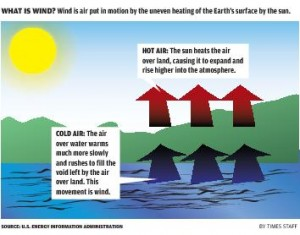 WHAT IS WIND? Wind is air put in motion by the uneven heating of the Earth's surface by the sun.
HOT AIR: The sun heats the air
over land, causing it to expand and
rise higher into the atmosphere.
COLD AIR: The air
over water warms
much more slowly
and rushes to fill the
void left by the air
over land. This
movement is wind.
SOURCE: U.S. ENERGY INFORMATION ADMINISTRATION
BY TIMES STAFF